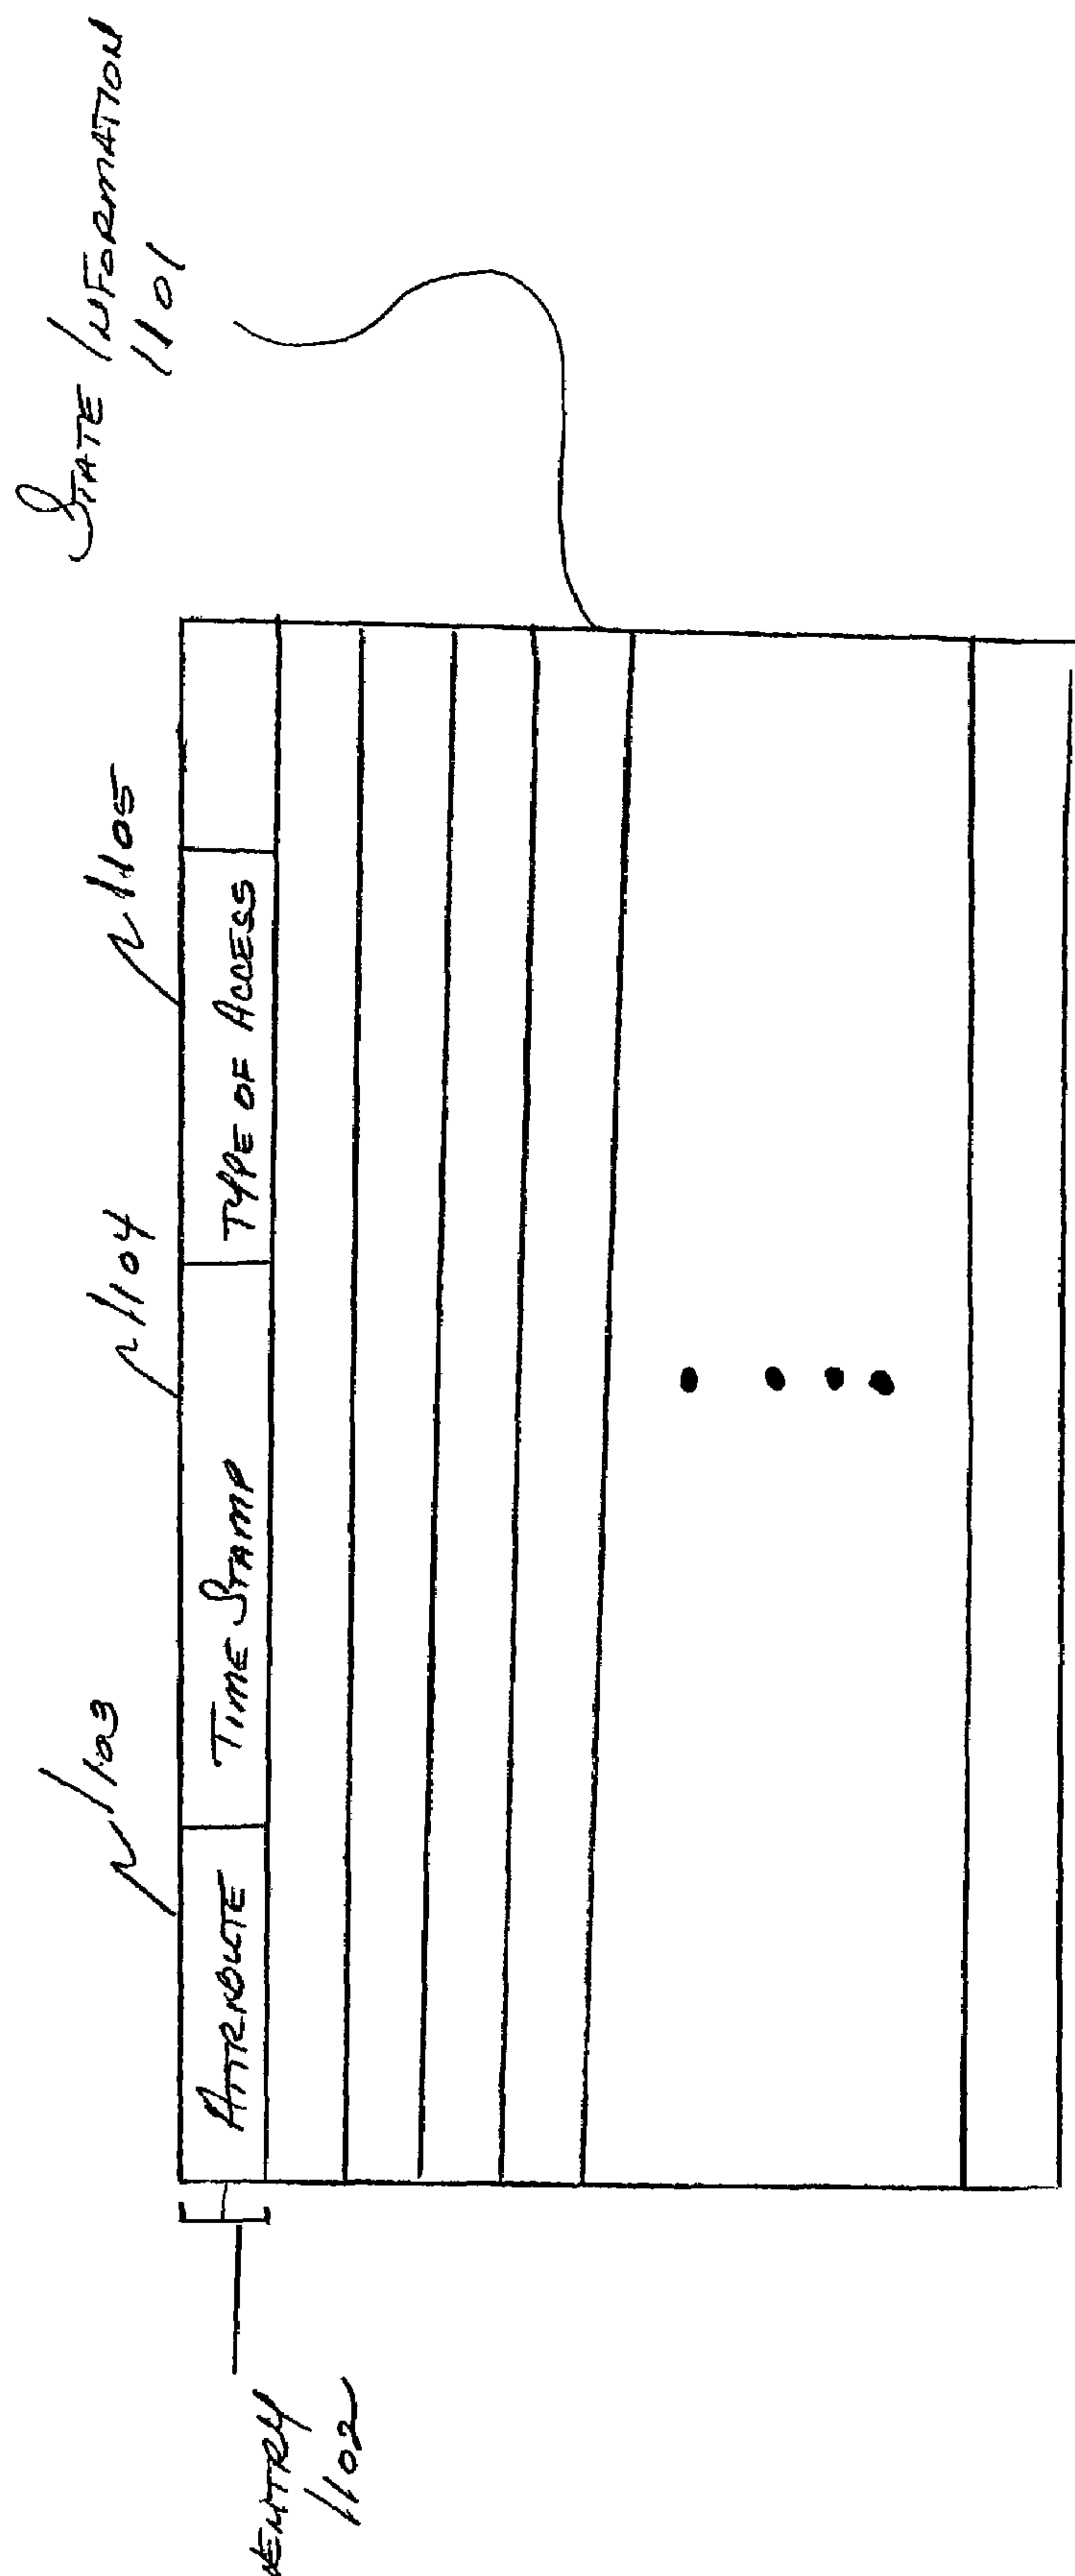 STATE INFORMATION
1101
1103
1104
1105
ATTRIBUTE
TIME STAMP
TYPE OF ACCESS
ENTRY
1102